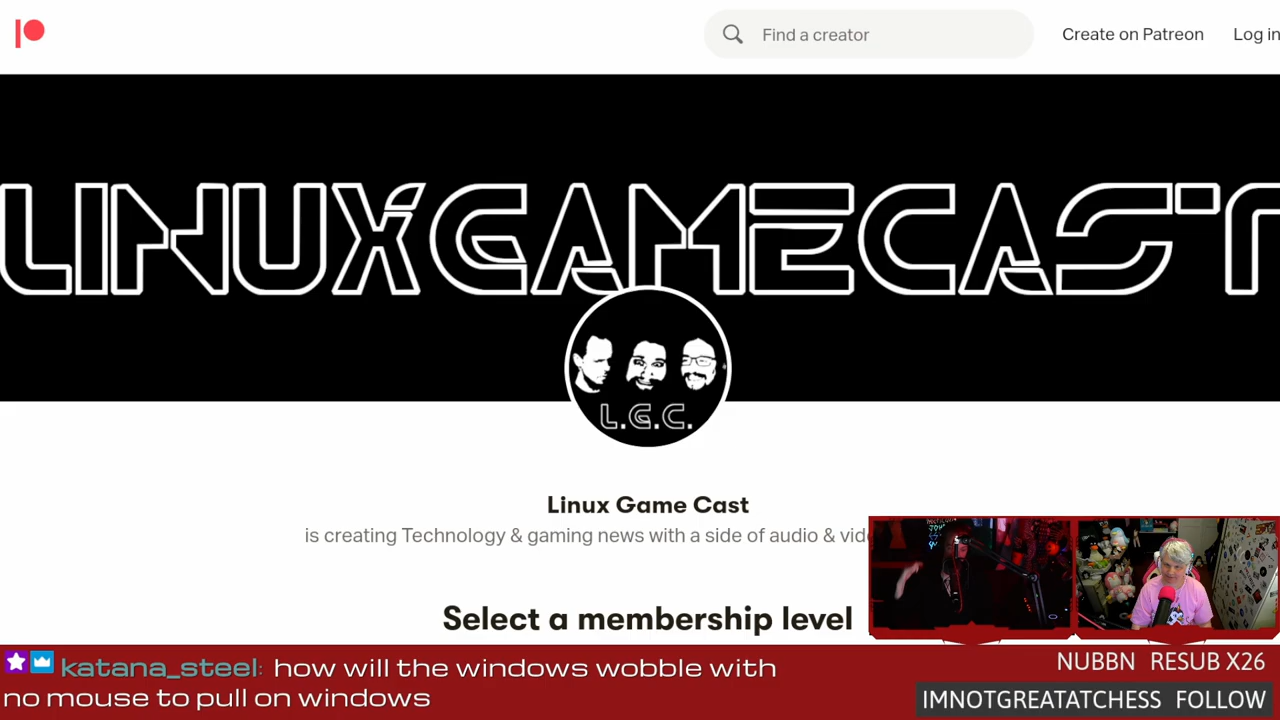 Find a creator
Create on Patreon
Log in
LINUXGAMECAST
L.G.C.
Linux Game Cast
is creating Technology & gaming news with a side of audio &
Select a membership level
katana_steel: how will the windows wobble with
no mouse to pull on windows
NUBBN RESUB X26
IMNOTGREATATCHESS FOLLOW